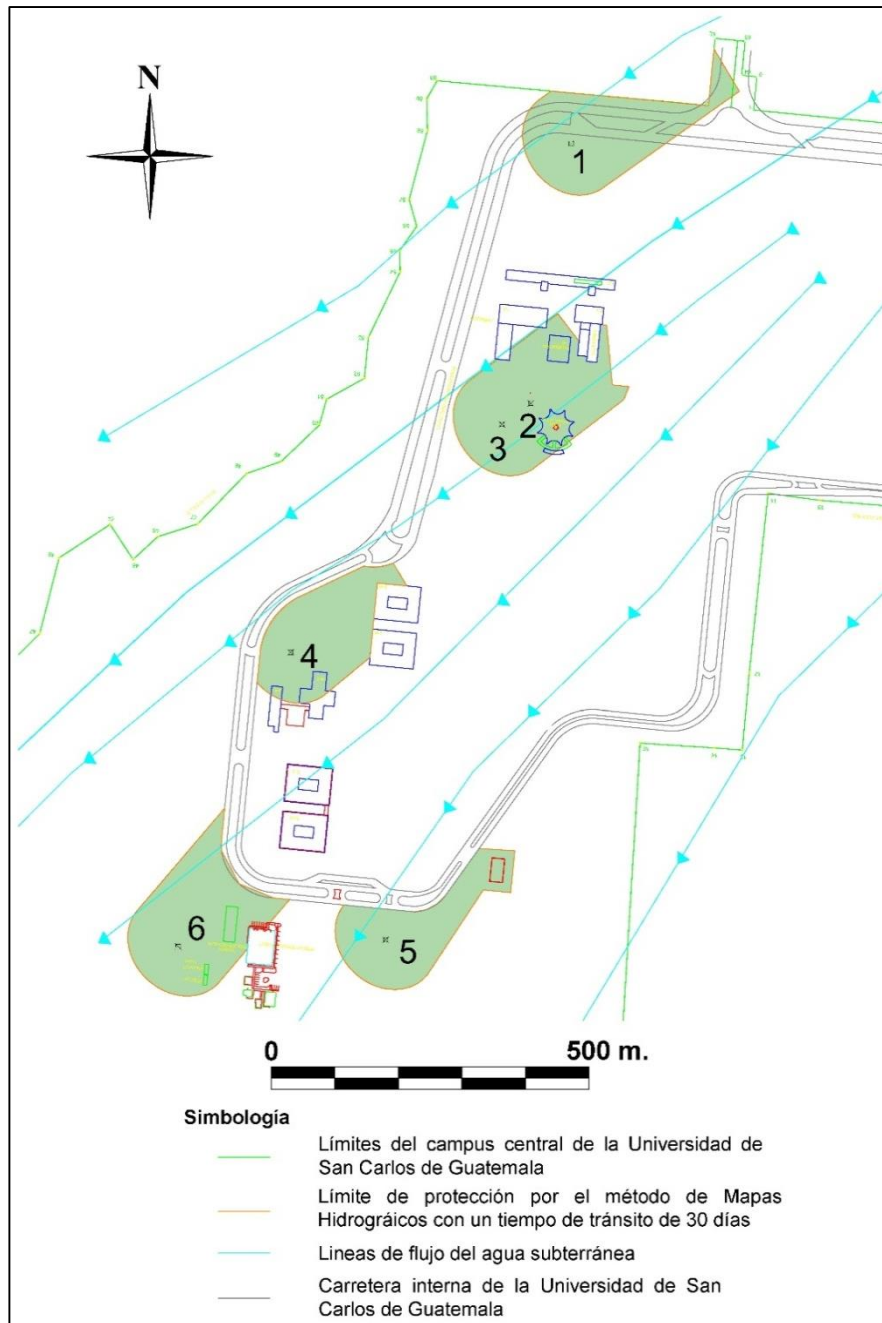 N
1
2
3
4
6
5
0 500 m.
Simbología
Límites del campus central de la Universidad de
San Carlos de Guatemala
Límite de protección por el método de Mapas
Hidrográicos con un tiempo de tránsito de 30 días
Lineas de flujo del agua subterránea
Carretera interna de la Universidad de San
Carlos de Guatemala